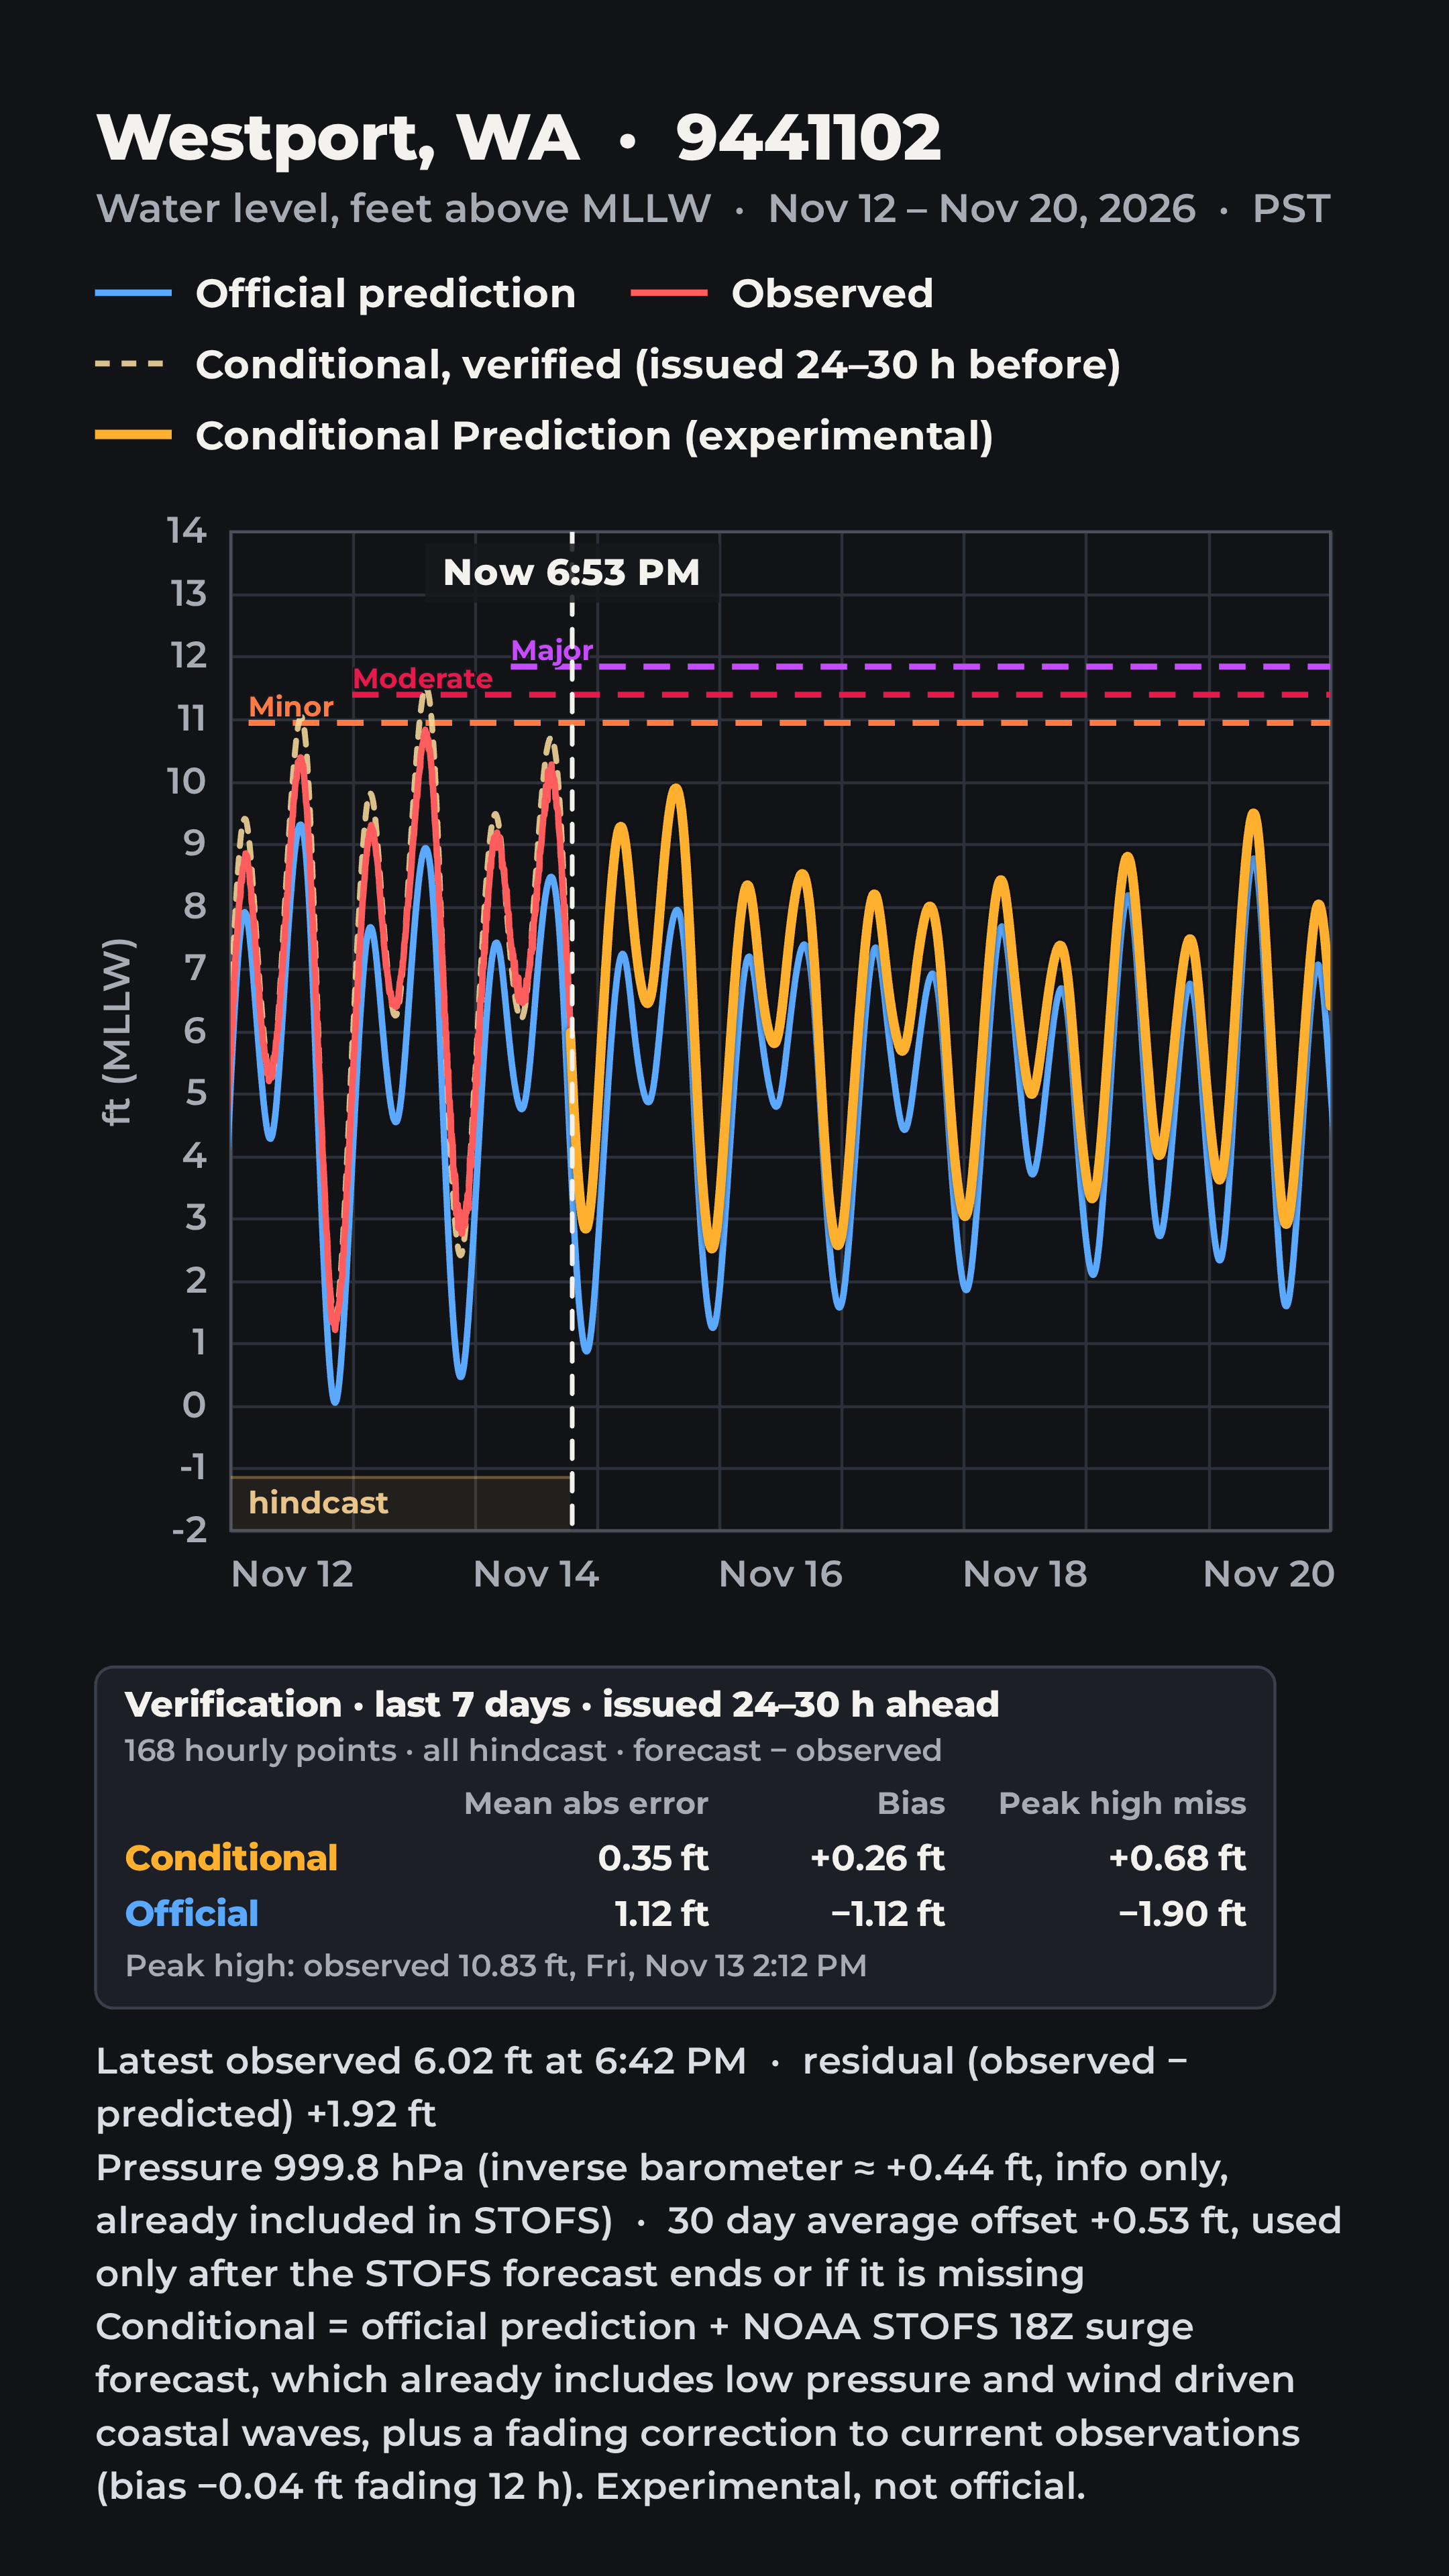 Westport, WA · 9441102
Water level, feet above MLLW · Nov 12 – Nov 20, 2026 · PST
Official prediction
Observed
Conditional, verified (issued 24–30 h before)
Conditional Prediction (experimental)
14
13
12
11
10
9
8
7
6
5
4
3
2
1
0
-1
-2
ft (MLLW)
Now 6:53 PM
Major
Moderate
Minor
hindcast
Nov 12
Nov 14
Nov 16
Nov 18
Nov 20
Verification · last 7 days · issued 24–30 h ahead
168 hourly points · all hindcast · forecast − observed
Mean abs error Bias Peak high miss
Conditional 0.35 ft +0.26 ft +0.68 ft
Official 1.12 ft −1.12 ft −1.90 ft
Peak high: observed 10.83 ft, Fri, Nov 13 2:12 PM
Latest observed 6.02 ft at 6:42 PM · residual (observed −
predicted) +1.92 ft
Pressure 999.8 hPa (inverse barometer ≈ +0.44 ft, info only,
already included in STOFS) · 30 day average offset +0.53 ft, used
only after the STOFS forecast ends or if it is missing
Conditional = official prediction + NOAA STOFS 18Z surge
forecast, which already includes low pressure and wind driven
coastal waves, plus a fading correction to current observations
(bias −0.04 ft fading 12 h). Experimental, not official.